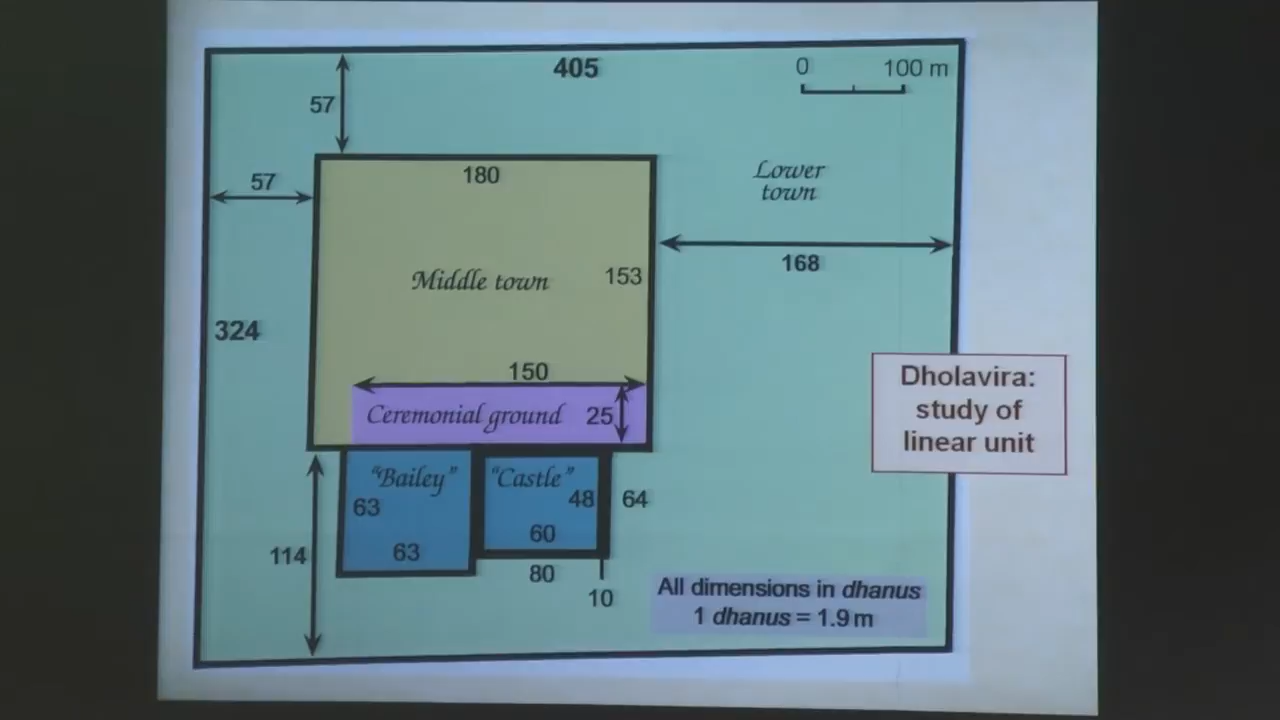 405
0 100 m
57
57
180
Lower
town
Middle town
153
168
324
150
Ceremonial ground
25
Dholavira:
study of
linear unit
"Bailey"
"Castle"
63
48
64
60
63
114
80
10
All dimensions in dhanus
1 dhanus = 1.9 m